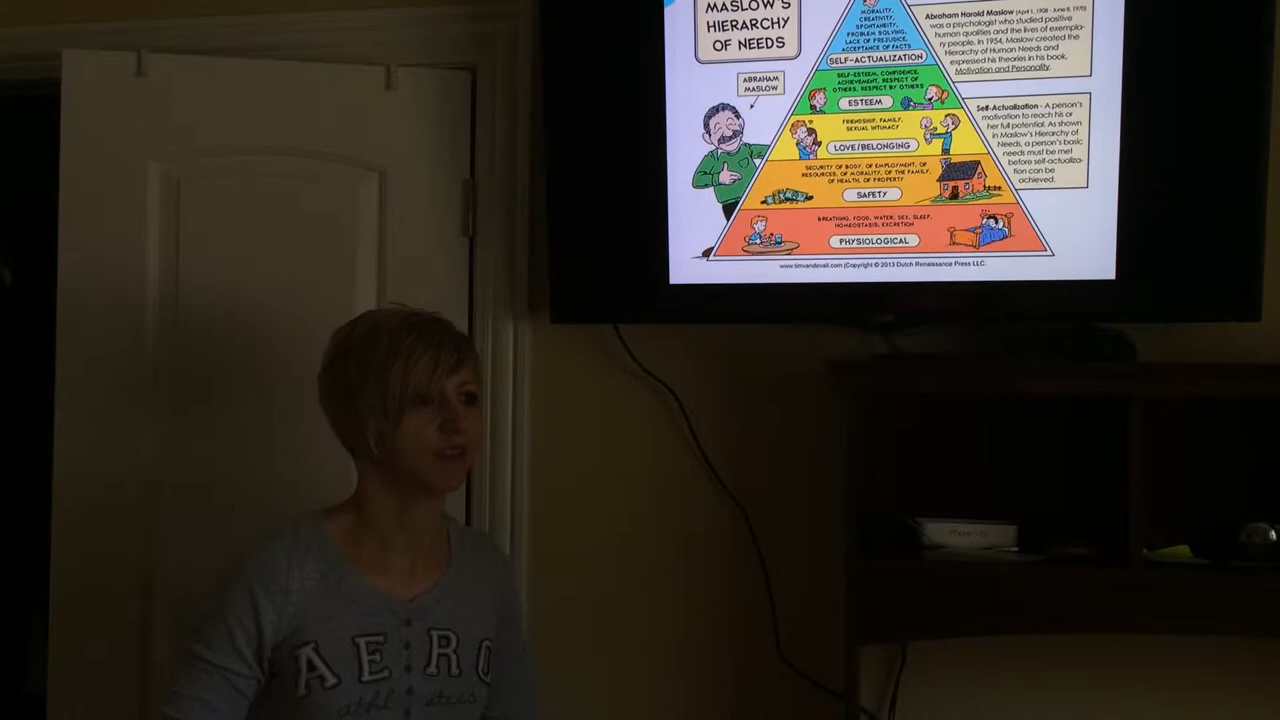 MASLOW'S
HIERARCHY
OF NEEDS
ABRAHAM
MASLOW
MORALITY,
CREATIVITY,
SPONTANEITY,
PROBLEM SOLVING,
LACK OF PREJUDICE,
ACCEPTANCE OF FACTS
SELF-ACTUALIZATION
SELF-ESTEEM, CONFIDENCE,
ACHIEVEMENT, RESPECT OF
OTHERS, RESPECT BY OTHERS
ESTEEM
FRIENDSHIP, FAMILY,
SEXUAL INTIMACY
LOVE/BELONGING
SECURITY OF BODY, OF EMPLOYMENT, OF
RESOURCES, OF MORALITY, OF THE FAMILY,
OF HEALTH, OF PROPERTY
SAFETY
BREATHING, FOOD, WATER, SEX, SLEEP,
HOMEOSTASIS, EXCRETION
PHYSIOLOGICAL
www.timvandevall.com |Copyright © 2013 Dutch Renaissance Press LLC.
Abraham Harold Maslow (April 1, 1908 - June 8, 1970)
was a psychologist who studied positive
human qualities and the lives of exempla-
ry people. In 1954, Maslow created the
Hierarchy of Human Needs and
expressed his theories in his book,
Motivation and Personality.
Self-Actualization - A person's
motivation to reach his or
her full potential. As shown
in Maslow's Hierarchy of
Needs, a person's basic
needs must be met
before self-actualiza-
tion can be
achieved.
AERO
athl etics